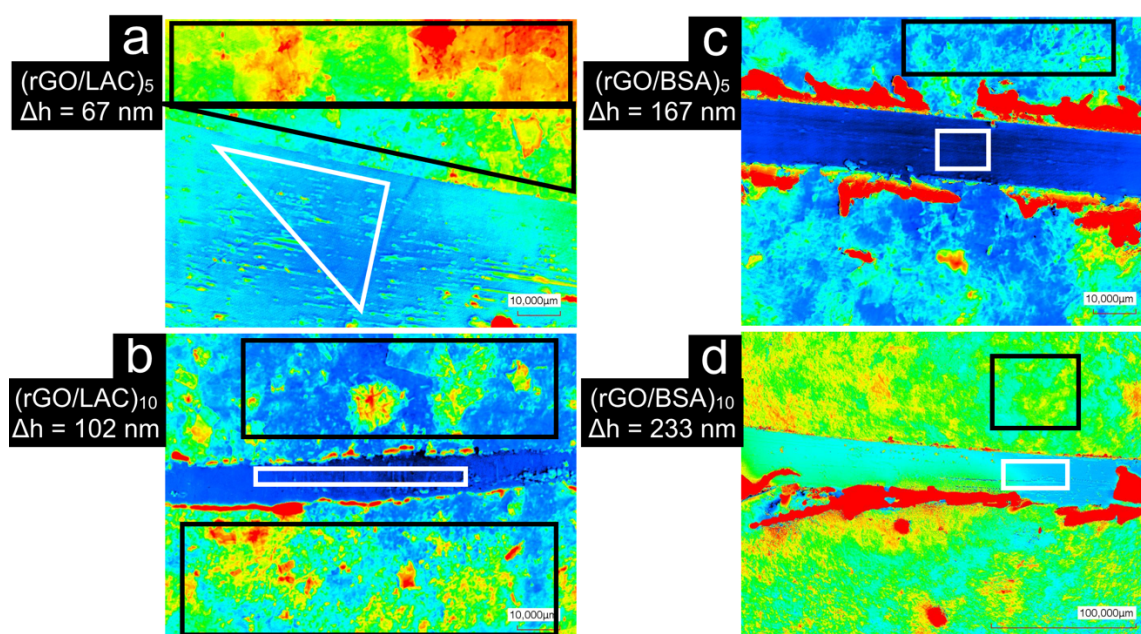 a
(rGO/LAC)₅
Δh = 67 nm
10,000µm
b
(rGO/LAC)₁₀
Δh = 102 nm
10,000µm
c
(rGO/BSA)₅
Δh = 167 nm
10,000µm
d
(rGO/BSA)₁₀
Δh = 233 nm
100,000µm